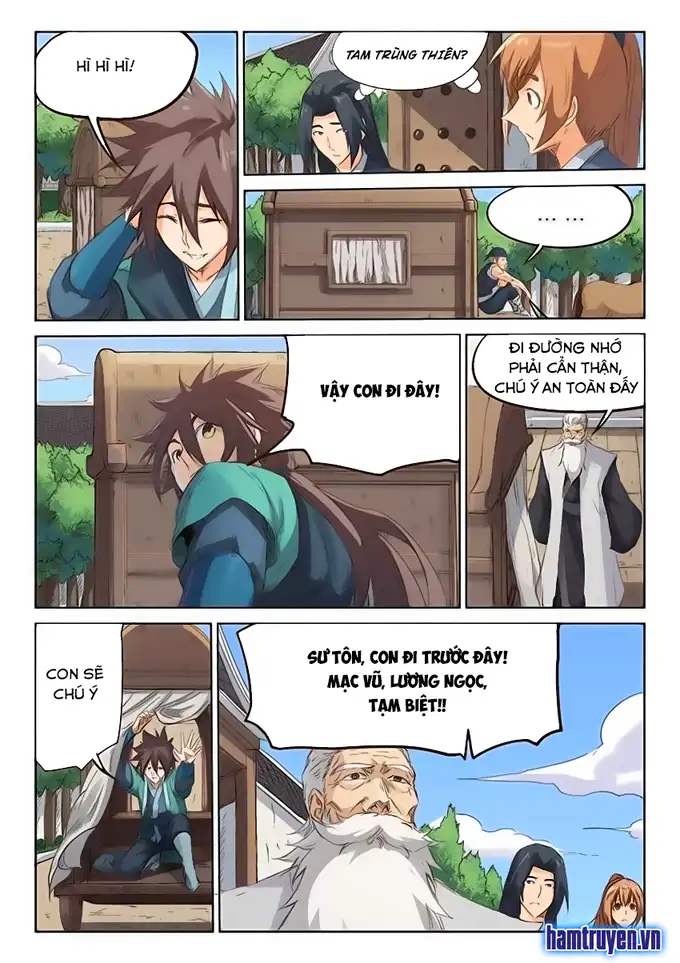 HÌ HÌ HÌ!
TAM TRÙNG THIÊN?
... ...
VẬY CON ĐI ĐÂY!
ĐI ĐƯỜNG NHỚ
PHẢI CẨN THẬN,
CHÚ Ý AN TOÀN ĐẤY
CON SẼ
CHÚ Ý
SƯ TÔN, CON ĐI TRƯỚC ĐÂY!
MẠC VŨ, LƯƠNG NGỌC,
TẠM BIỆT!!
hamtruyen.vn